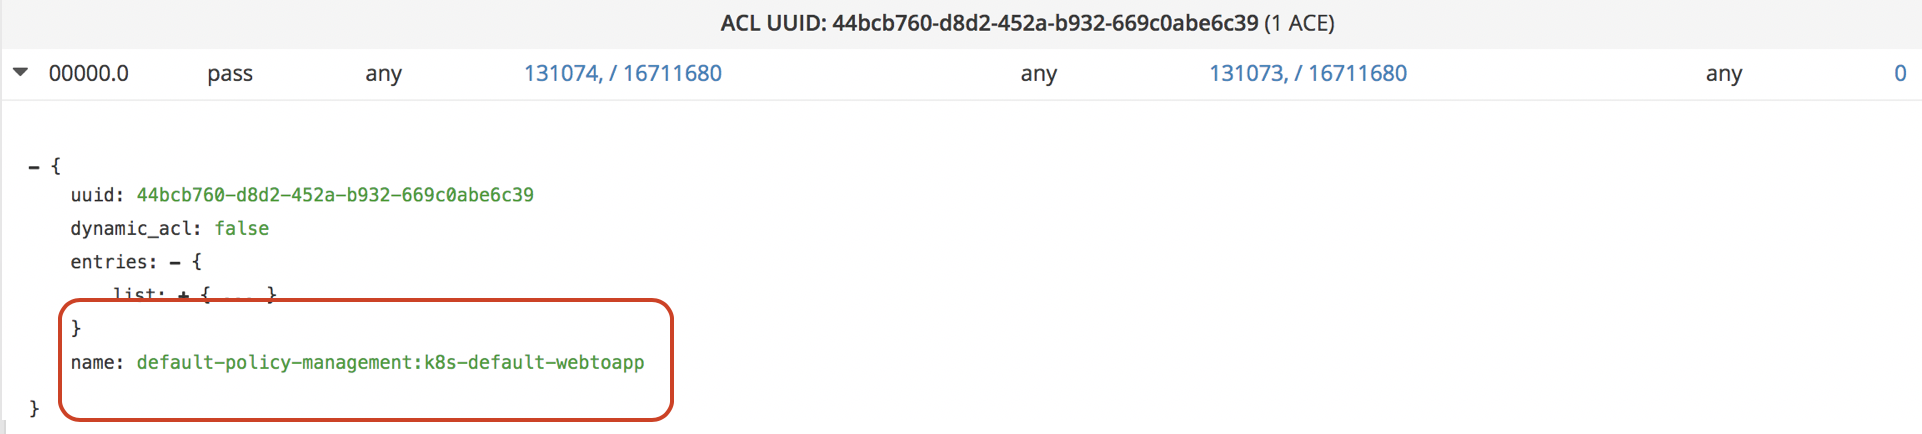 ACL UUID: 44bcb760-d8d2-452a-b932-669c0abe6c39 (1 ACE)
00000.0 pass any 131074, / 16711680 any 131073, / 16711680 any 0
– {
uuid: 44bcb760-d8d2-452a-b932-669c0abe6c39
dynamic_acl: false
entries: – {
list: + { ... }
}
name: default-policy-management:k8s-default-webtoapp
}